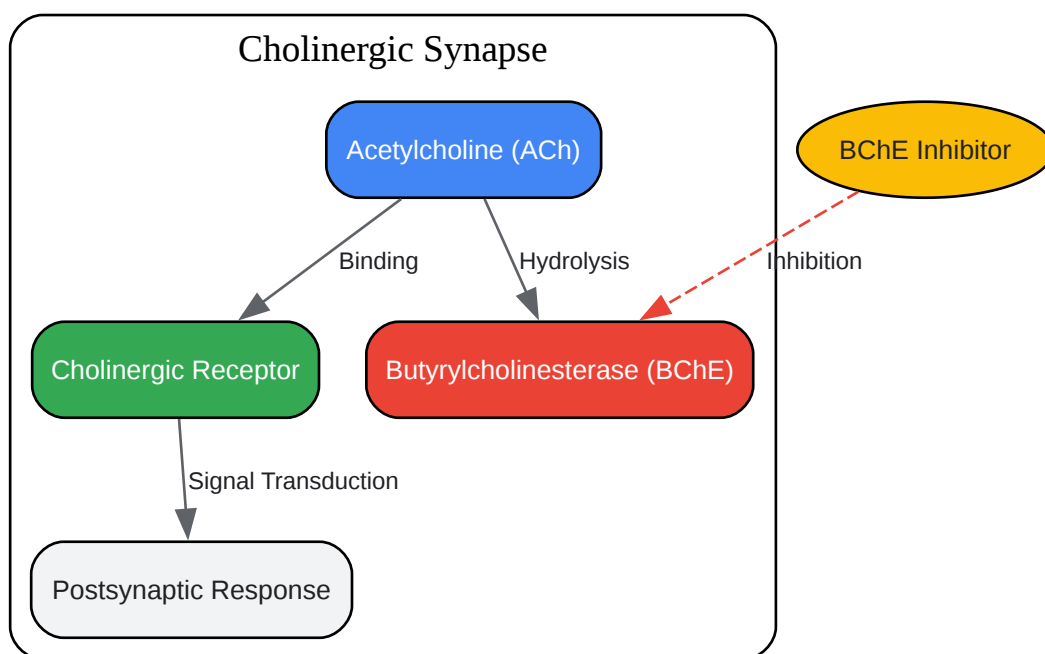 Cholinergic Synapse
Acetylcholine (ACh)
BChE Inhibitor
Binding
Hydrolysis
Inhibition
Cholinergic Receptor
Butyrylcholinesterase (BChE)
Signal Transduction
Postsynaptic Response